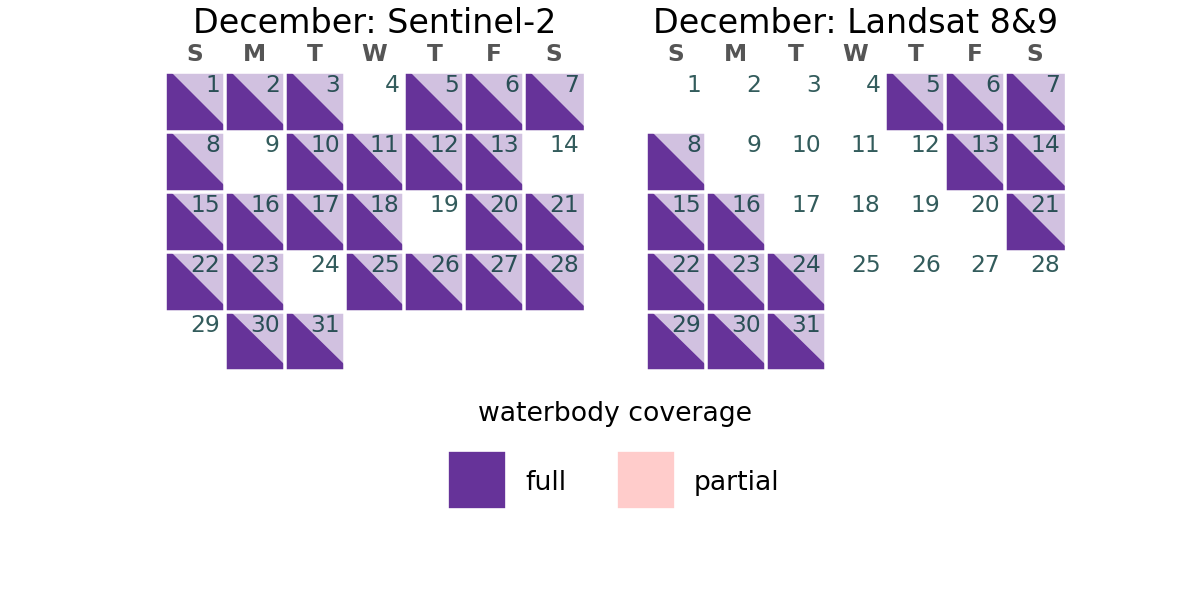 December: Sentinel-2
S M T W T F S
1 2 3 4 5 6 7
8 9 10 11 12 13 14
15 16 17 18 19 20 21
22 23 24 25 26 27 28
29 30 31
December: Landsat 8&9
S M T W T F S
1 2 3 4 5 6 7
8 9 10 11 12 13 14
15 16 17 18 19 20 21
22 23 24 25 26 27 28
29 30 31
waterbody coverage
full
partial